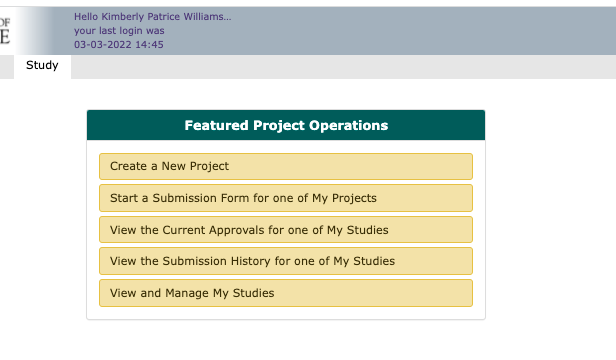 OF
E
Hello Kimberly Patrice Williams...
your last login was
03-03-2022 14:45
Study
Featured Project Operations
Create a New Project
Start a Submission Form for one of My Projects
View the Current Approvals for one of My Studies
View the Submission History for one of My Studies
View and Manage My Studies